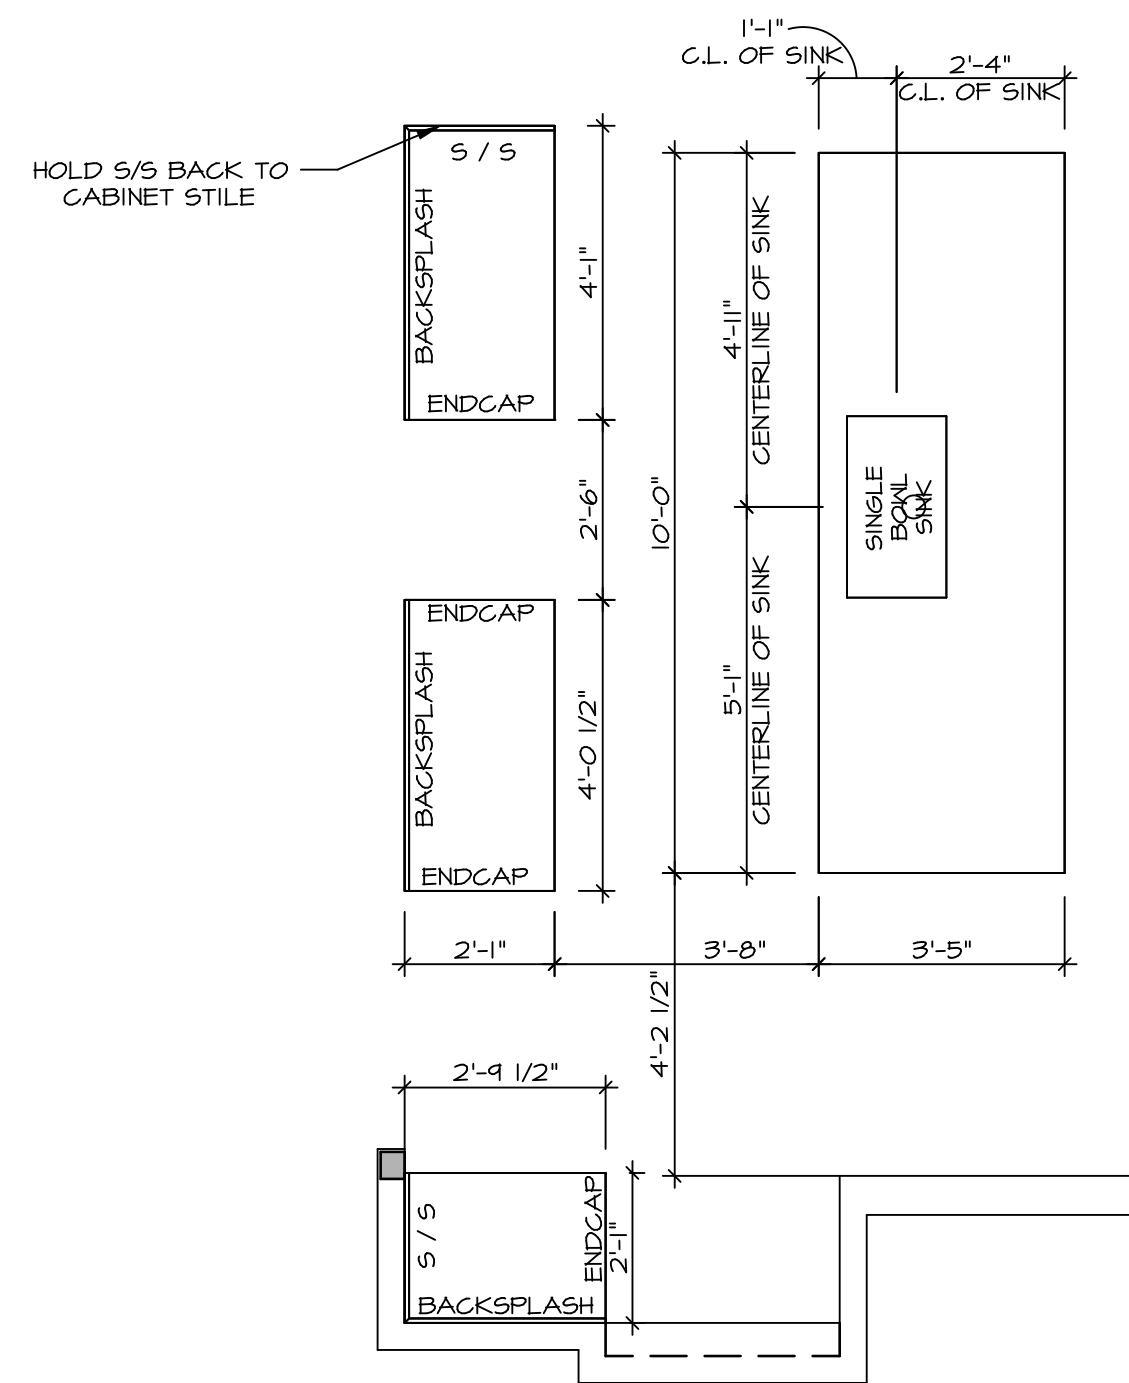 1'-1"
C.L. OF SINK
2'-4"
C.L. OF SINK
HOLD S/S BACK TO
CABINET STILE
S / S
BACKSPLASH
ENDCAP
4'-1"
2'-6"
10'-0"
4'-11"
CENTERLINE OF SINK
SINGLE
BOWL
SINK
ENDCAP
BACKSPLASH
ENDCAP
4'-0 1/2"
5'-1"
CENTERLINE OF SINK
2'-1"
3'-8"
3'-5"
4'-2 1/2"
2'-9 1/2"
S / S
ENDCAP
2'-1"
BACKSPLASH